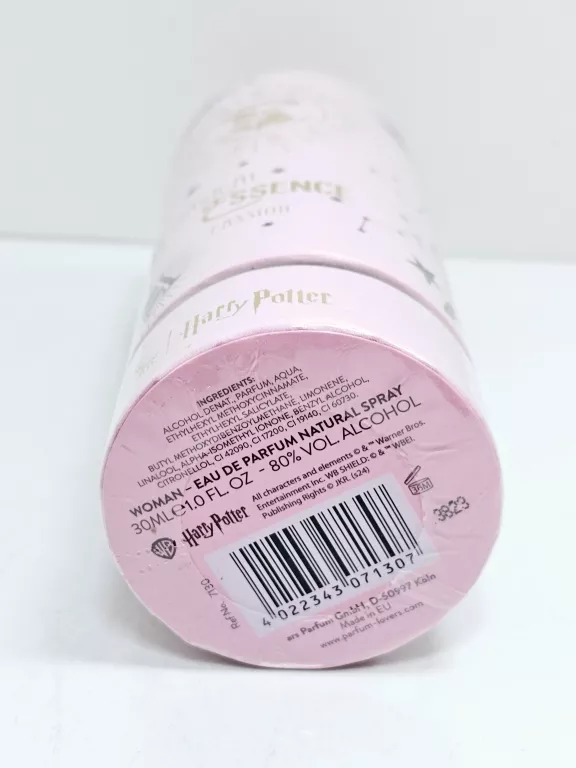 ESSENCE
Harry Potter
INGREDIENTS:
ALCOHOL DENAT., PARFUM, AQUA,
ETHYLHEXYL METHOXYCINNAMATE,
ETHYLHEXYL SALICYLATE,
BUTYL METHOXYDIBENZOYLMETHANE, LIMONENE,
LINALOOL, ALPHA-ISOMETHYL IONONE, BENZYL ALCOHOL,
CITRONELLOL, CI 42090, CI 17200, CI 19140, CI 60730.
WOMAN - EAU DE PARFUM NATURAL SPRAY
30ML ℮ 1.0 FL. OZ - 80% VOL ALCOHOL
WB Harry Potter
All characters and elements © & ™ Warner Bros.
Entertainment Inc. WB SHIELD: © & ™ WBEI.
Publishing Rights © JKR. (s24)
36M
3823
Ref.No.: 7130
4 022343 071307
ers Parfum GmbH, D-50997 Köln
Made in EU
www.parfum-lovers.com